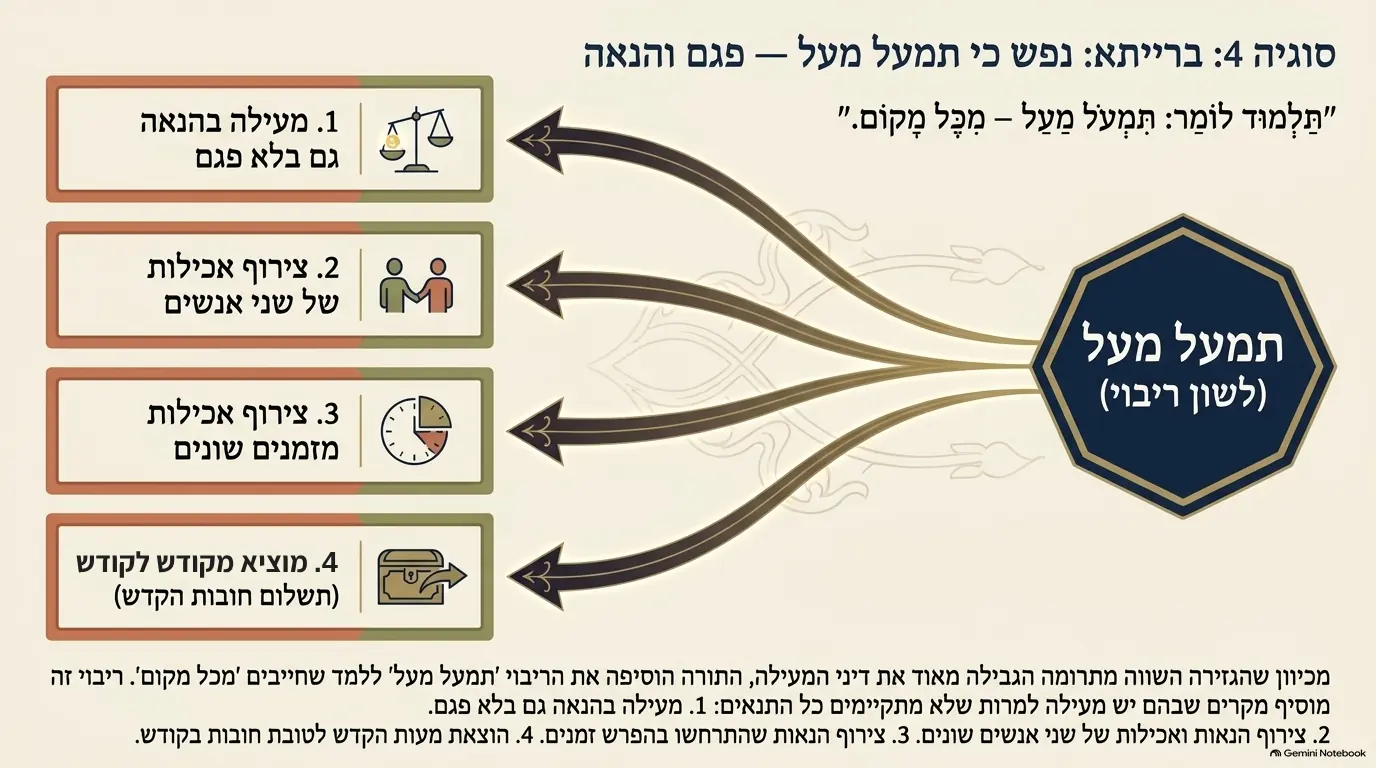 סוגיה 4: ברייתא: נפש כי תמעל מעל — פגם והנאה
"תַּלְמוּד לוֹמַר: תִּמְעֹל מַעַל – מִכָּל מָקוֹם."
תמעל מעל
(לשון ריבוי)
1. מעילה בהנאה
גם בלא פגם
2. צירוף אכילות
של שני אנשים
3. צירוף אכילות
מזמנים שונים
4. מוציא מקודש לקודש
(תשלום חובות הקדש)
מכיוון שהגזירה השווה מתרומה הגבילה מאוד את דיני המעילה, התורה הוסיפה את הריבוי 'תמעל מעל' ללמד שחייבים 'מכל מקום'. ריבוי זה
מוסיף מקרים שבהם יש מעילה למרות שלא מתקיימים כל התנאים: 1. מעילה בהנאה גם בלא פגם.
2. צירוף הנאות ואכילות של שני אנשים שונים. 3. צירוף הנאות שהתרחשו בהפרש זמנים. 4. הוצאת מעות הקדש לטובת חובות בקודש.
Gemini Notebook